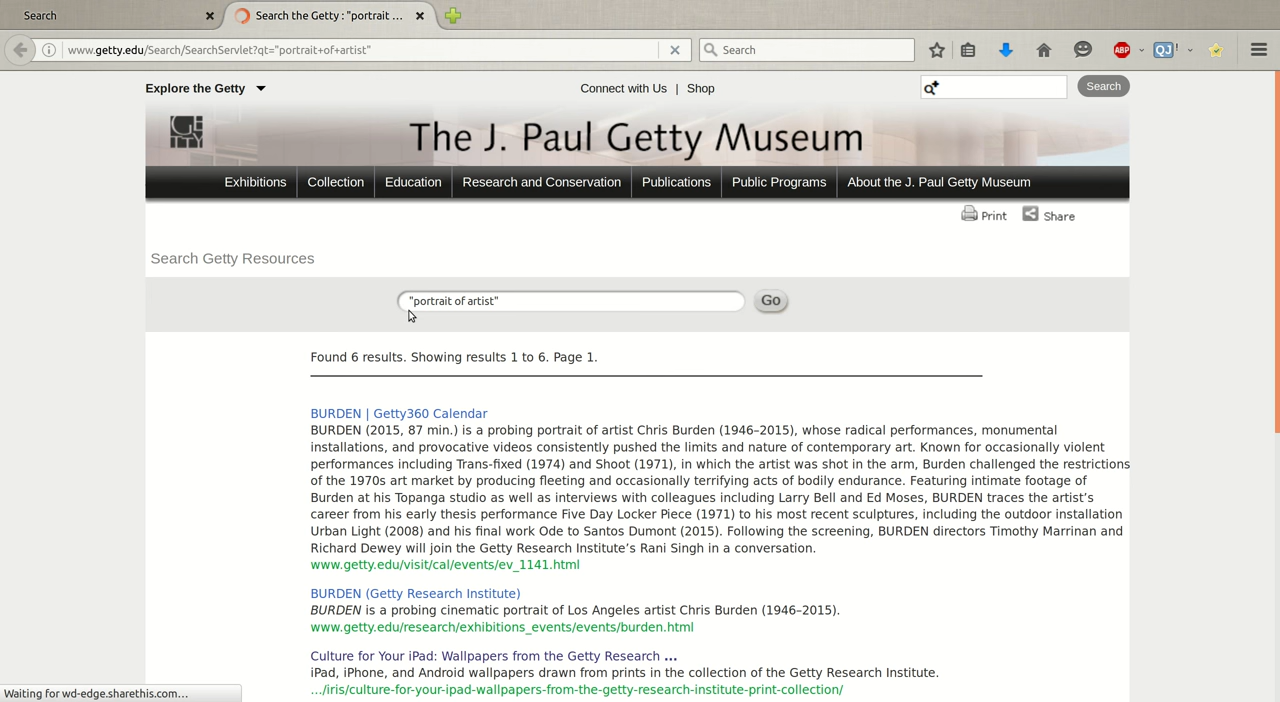 Search
Search the Getty : "portrait ...
www.getty.edu/Search/SearchServlet?qt="portrait+of+artist"
Search
ABP
QJ !
Explore the Getty
Connect with Us | Shop
Search
The J. Paul Getty Museum
Exhibitions
Collection
Education
Research and Conservation
Publications
Public Programs
About the J. Paul Getty Museum
Print
Share
Search Getty Resources
"portrait of artist"
Go
Found 6 results. Showing results 1 to 6. Page 1.
BURDEN | Getty360 Calendar
BURDEN (2015, 87 min.) is a probing portrait of artist Chris Burden (1946–2015), whose radical performances, monumental
installations, and provocative videos consistently pushed the limits and nature of contemporary art. Known for occasionally violent
performances including Trans-fixed (1974) and Shoot (1971), in which the artist was shot in the arm, Burden challenged the restrictions
of the 1970s art market by producing fleeting and occasionally terrifying acts of bodily endurance. Featuring intimate footage of
Burden at his Topanga studio as well as interviews with colleagues including Larry Bell and Ed Moses, BURDEN traces the artist's
career from his early thesis performance Five Day Locker Piece (1971) to his most recent sculptures, including the outdoor installation
Urban Light (2008) and his final work Ode to Santos Dumont (2015). Following the screening, BURDEN directors Timothy Marrinan and
Richard Dewey will join the Getty Research Institute's Rani Singh in a conversation.
www.getty.edu/visit/cal/events/ev_1141.html
BURDEN (Getty Research Institute)
BURDEN is a probing cinematic portrait of Los Angeles artist Chris Burden (1946–2015).
www.getty.edu/research/exhibitions_events/events/burden.html
Culture for Your iPad: Wallpapers from the Getty Research ...
iPad, iPhone, and Android wallpapers drawn from prints in the collection of the Getty Research Institute.
.../iris/culture-for-your-ipad-wallpapers-from-the-getty-research-institute-print-collection/
Waiting for wd-edge.sharethis.com...